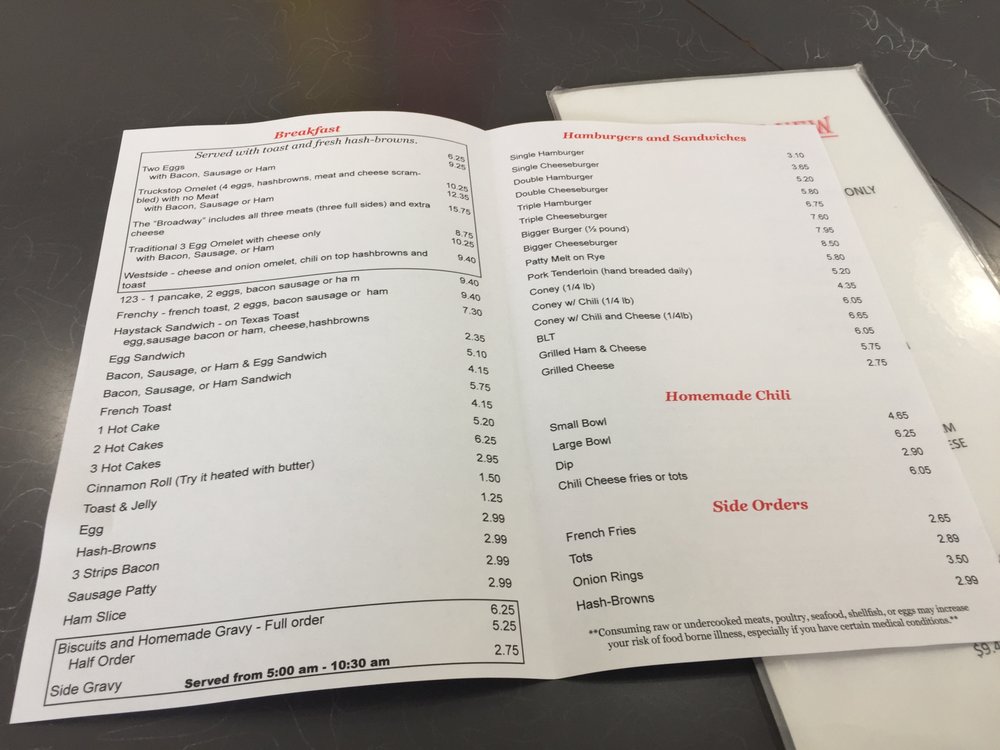 Breakfast
Served with toast and fresh hash-browns.
Two Eggs 6.25
with Bacon, Sausage or Ham 9.25
Truckstop Omelet (4 eggs, hashbrowns, meat and cheese scram-
bled) with no Meat 10.25
with Bacon, Sausage or Ham 12.35
The "Broadway" includes all three meats (three full sides) and extra
cheese 15.75
Traditional 3 Egg Omelet with cheese only 8.75
with Bacon, Sausage, or Ham 10.25
Westside - cheese and onion omelet, chili on top hashbrowns and
toast 9.40
123 - 1 pancake, 2 eggs, bacon sausage or ha m 9.40
Frenchy - french toast, 2 eggs, bacon sausage or ham 9.40
Haystack Sandwich - on Texas Toast 7.30
egg,sausage bacon or ham, cheese,hashbrowns
Egg Sandwich 2.35
Bacon, Sausage, or Ham & Egg Sandwich 5.10
Bacon, Sausage, or Ham Sandwich 4.15
French Toast 5.75
1 Hot Cake 4.15
2 Hot Cakes 5.20
3 Hot Cakes 6.25
Cinnamon Roll (Try it heated with butter) 2.95
Toast & Jelly 1.50
Egg 1.25
Hash-Browns 2.99
3 Strips Bacon 2.99
Sausage Patty 2.99
Ham Slice 2.99
Biscuits and Homemade Gravy - Full order 6.25
Half Order 5.25
Side Gravy 2.75
Served from 5:00 am - 10:30 am
Hamburgers and Sandwiches
Single Hamburger 3.10
Single Cheeseburger 3.65
Double Hamburger 5.20
Double Cheeseburger 5.80
Triple Hamburger 6.75
Triple Cheeseburger 7.60
Bigger Burger (½ pound) 7.95
Bigger Cheeseburger 8.50
Patty Melt on Rye 5.80
Pork Tenderloin (hand breaded daily) 5.20
Coney (1/4 lb) 4.35
Coney w/ Chili (1/4 lb) 6.05
Coney w/ Chili and Cheese (1/4lb) 6.65
BLT 6.05
Grilled Ham & Cheese 5.75
Grilled Cheese 2.75
Homemade Chili
Small Bowl 4.65
Large Bowl 6.25
Dip 2.90
Chili Cheese fries or tots 6.05
Side Orders
French Fries 2.65
Tots 2.89
Onion Rings 3.50
Hash-Browns 2.99
**Consuming raw or undercooked meats, poultry, seafood, shellfish, or eggs may increase
your risk of food borne illness, especially if you have certain medical conditions.**
ONLY